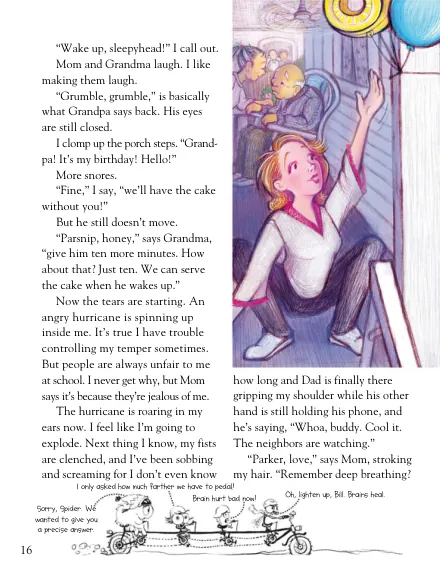 “Wake up, sleepyhead!” I call out.
Mom and Grandma laugh. I like
making them laugh.
“Grumble, grumble,” is basically
what Grandpa says back. His eyes
are still closed.
I clomp up the porch steps. “Grand-
pa! It’s my birthday! Hello!”
More snores.
“Fine,” I say, “we’ll have the cake
without you!”
But he still doesn’t move.
“Parsnip, honey,” says Grandma,
“give him ten more minutes. How
about that? Just ten. We can serve
the cake when he wakes up.”
Now the tears are starting. An
angry hurricane is spinning up
inside me. It’s true I have trouble
controlling my temper sometimes.
But people are always unfair to me
at school. I never get why, but Mom
says it’s because they’re jealous of me.
The hurricane is roaring in my
ears now. I feel like I’m going to
explode. Next thing I know, my fists
are clenched, and I’ve been sobbing
and screaming for I don’t even know
how long and Dad is finally there
gripping my shoulder while his other
hand is still holding his phone, and
he’s saying, “Whoa, buddy. Cool it.
The neighbors are watching.”
“Parker, love,” says Mom, stroking
my hair. “Remember deep breathing?
I only asked how much farther we have to pedal!
Sorry, Spider. We
wanted to give you
a precise answer.
Brain hurt bad now!
Oh, lighten up, Bill. Brains heal.
16